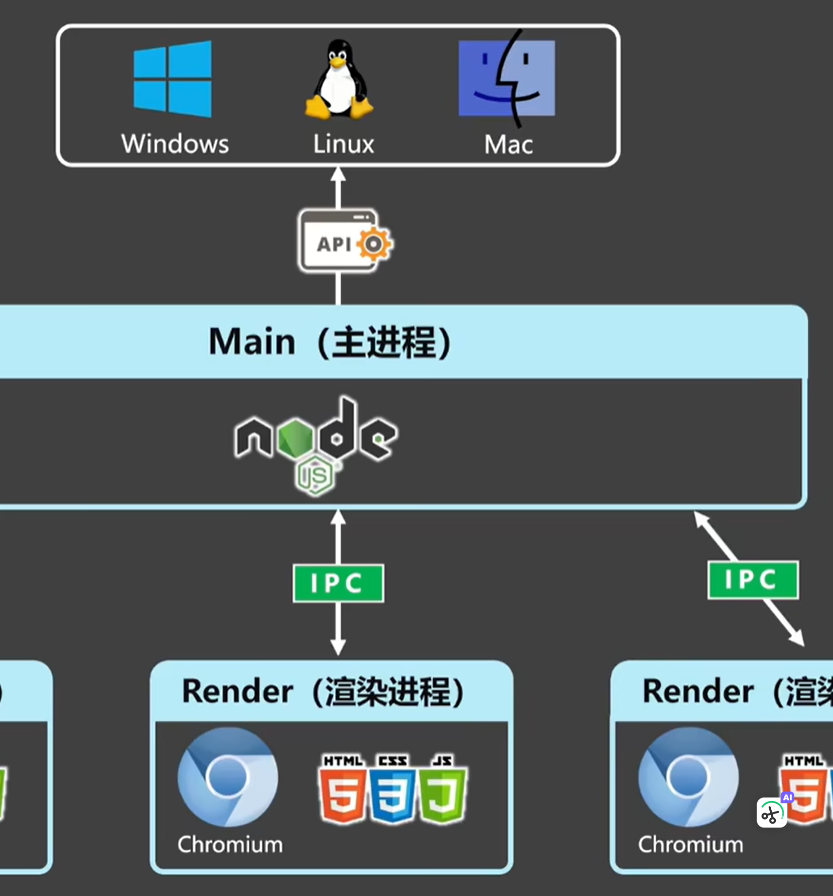 Windows
Linux
Mac
API
Main（主进程）
node
JS
IPC
IPC
）
Render（渲染进程）
Render（渲染
HTML CSS JS
5 3
HTML
5
AI
Chromium
Chromium